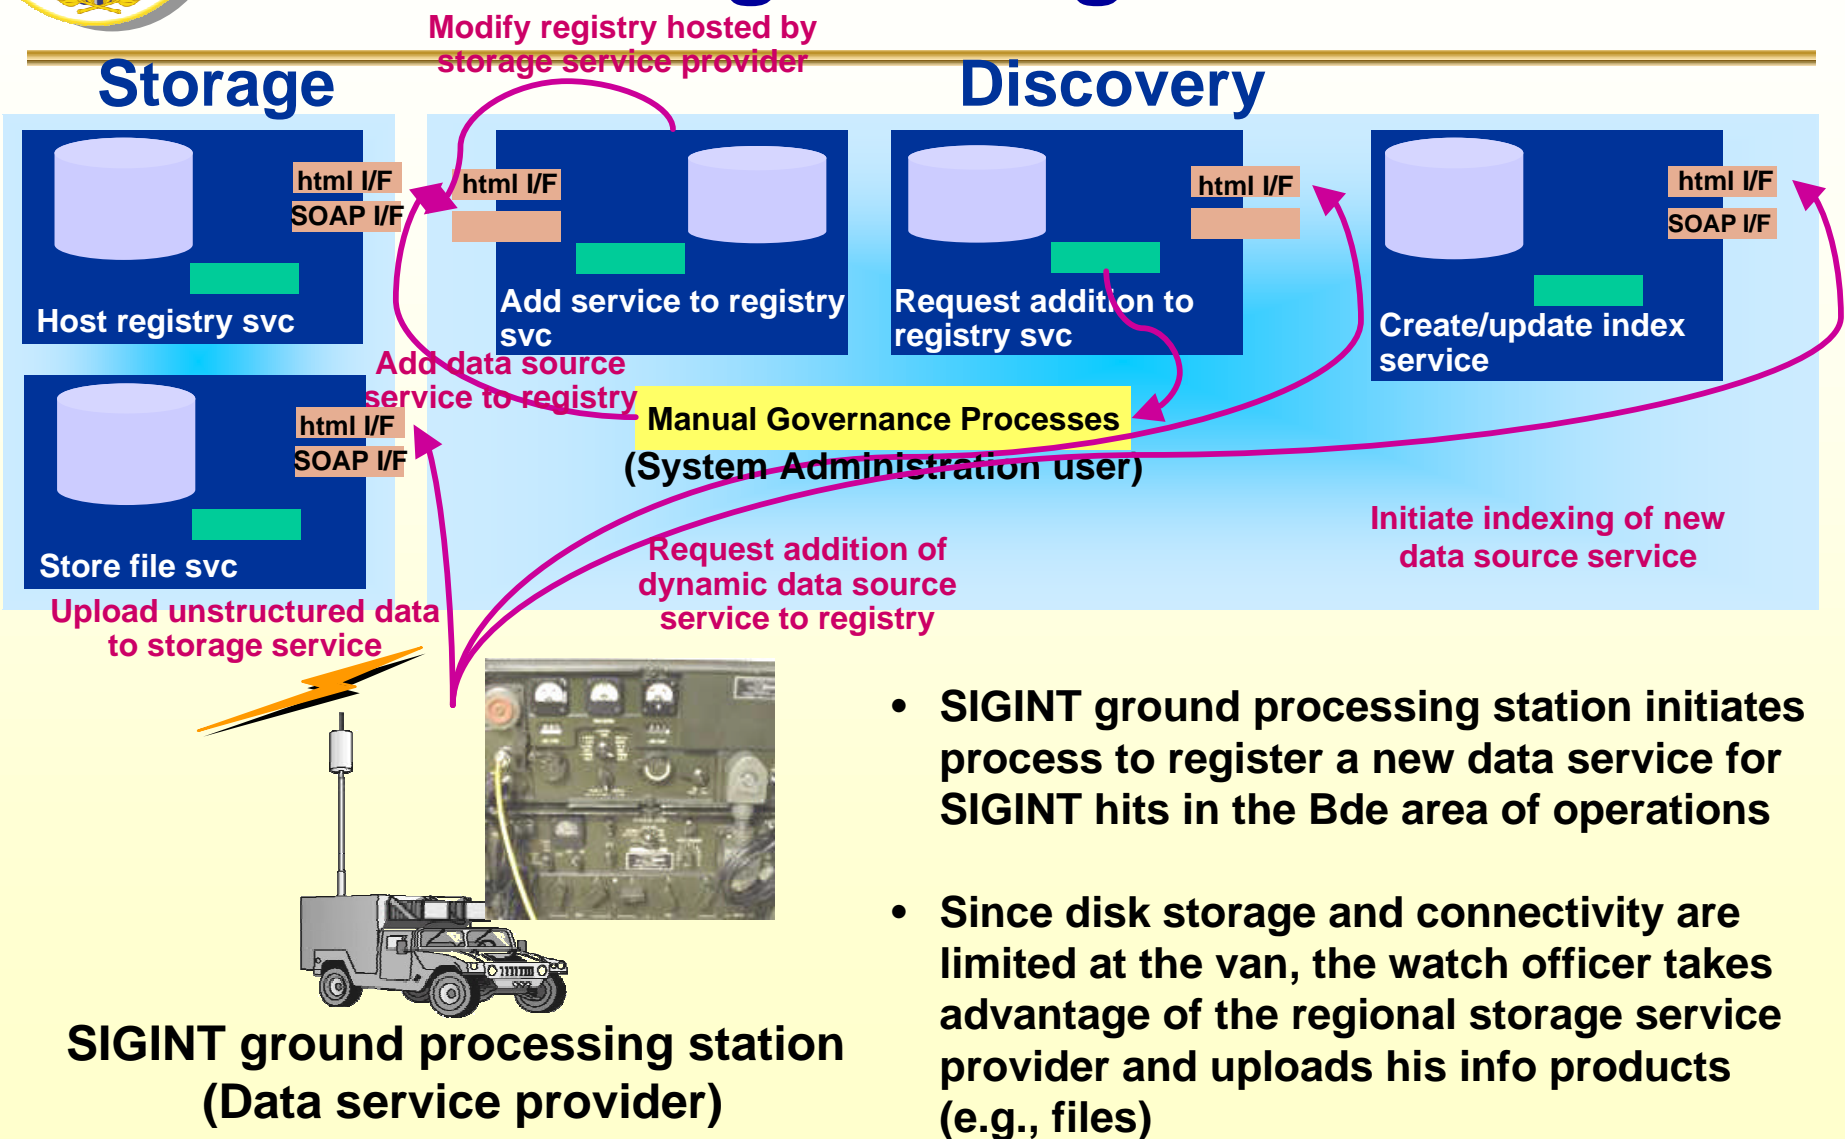 Modify registry hosted by
storage service provider
Storage
Discovery
html I/F
SOAP I/F
Host registry svc
html I/F
Add service to registry
svc
html I/F
Request addition to
registry svc
html I/F
SOAP I/F
Create/update index
service
Add data source
service to registry
html I/F
SOAP I/F
Store file svc
Manual Governance Processes
(System Administration user)
Upload unstructured data
to storage service
Request addition of
dynamic data source
service to registry
Initiate indexing of new
data source service
• SIGINT ground processing station initiates
process to register a new data service for
SIGINT hits in the Bde area of operations
• Since disk storage and connectivity are
limited at the van, the watch officer takes
advantage of the regional storage service
provider and uploads his info products
(e.g., files)
SIGINT ground processing station
(Data service provider)